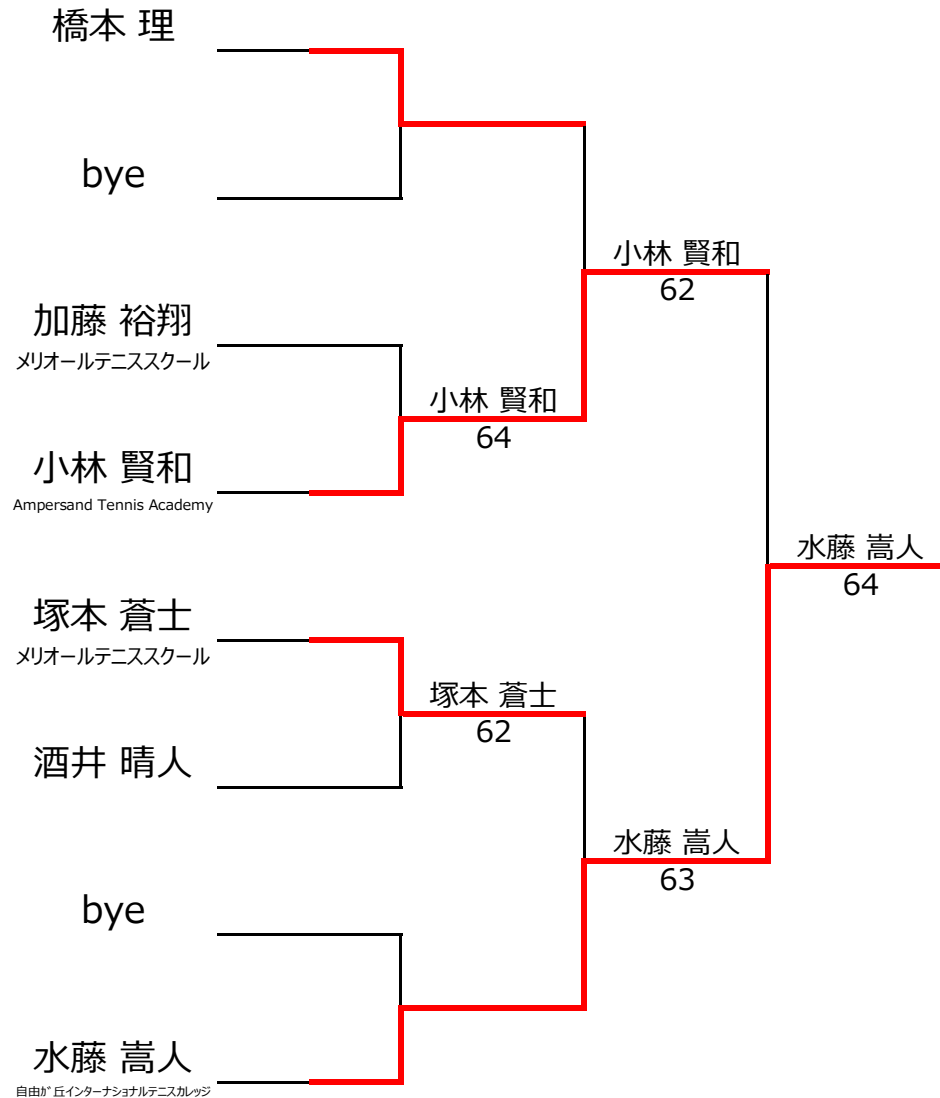 橋本 理
bye
加藤 裕翔
メリオールテニススクール
小林 賢和
Ampersand Tennis Academy
塚本 蒼士
メリオールテニススクール
酒井 晴人
bye
水藤 嵩人
自由が丘インターナショナルテニスカレッジ
小林 賢和
64
塚本 蒼士
62
小林 賢和
62
水藤 嵩人
63
水藤 嵩人
64